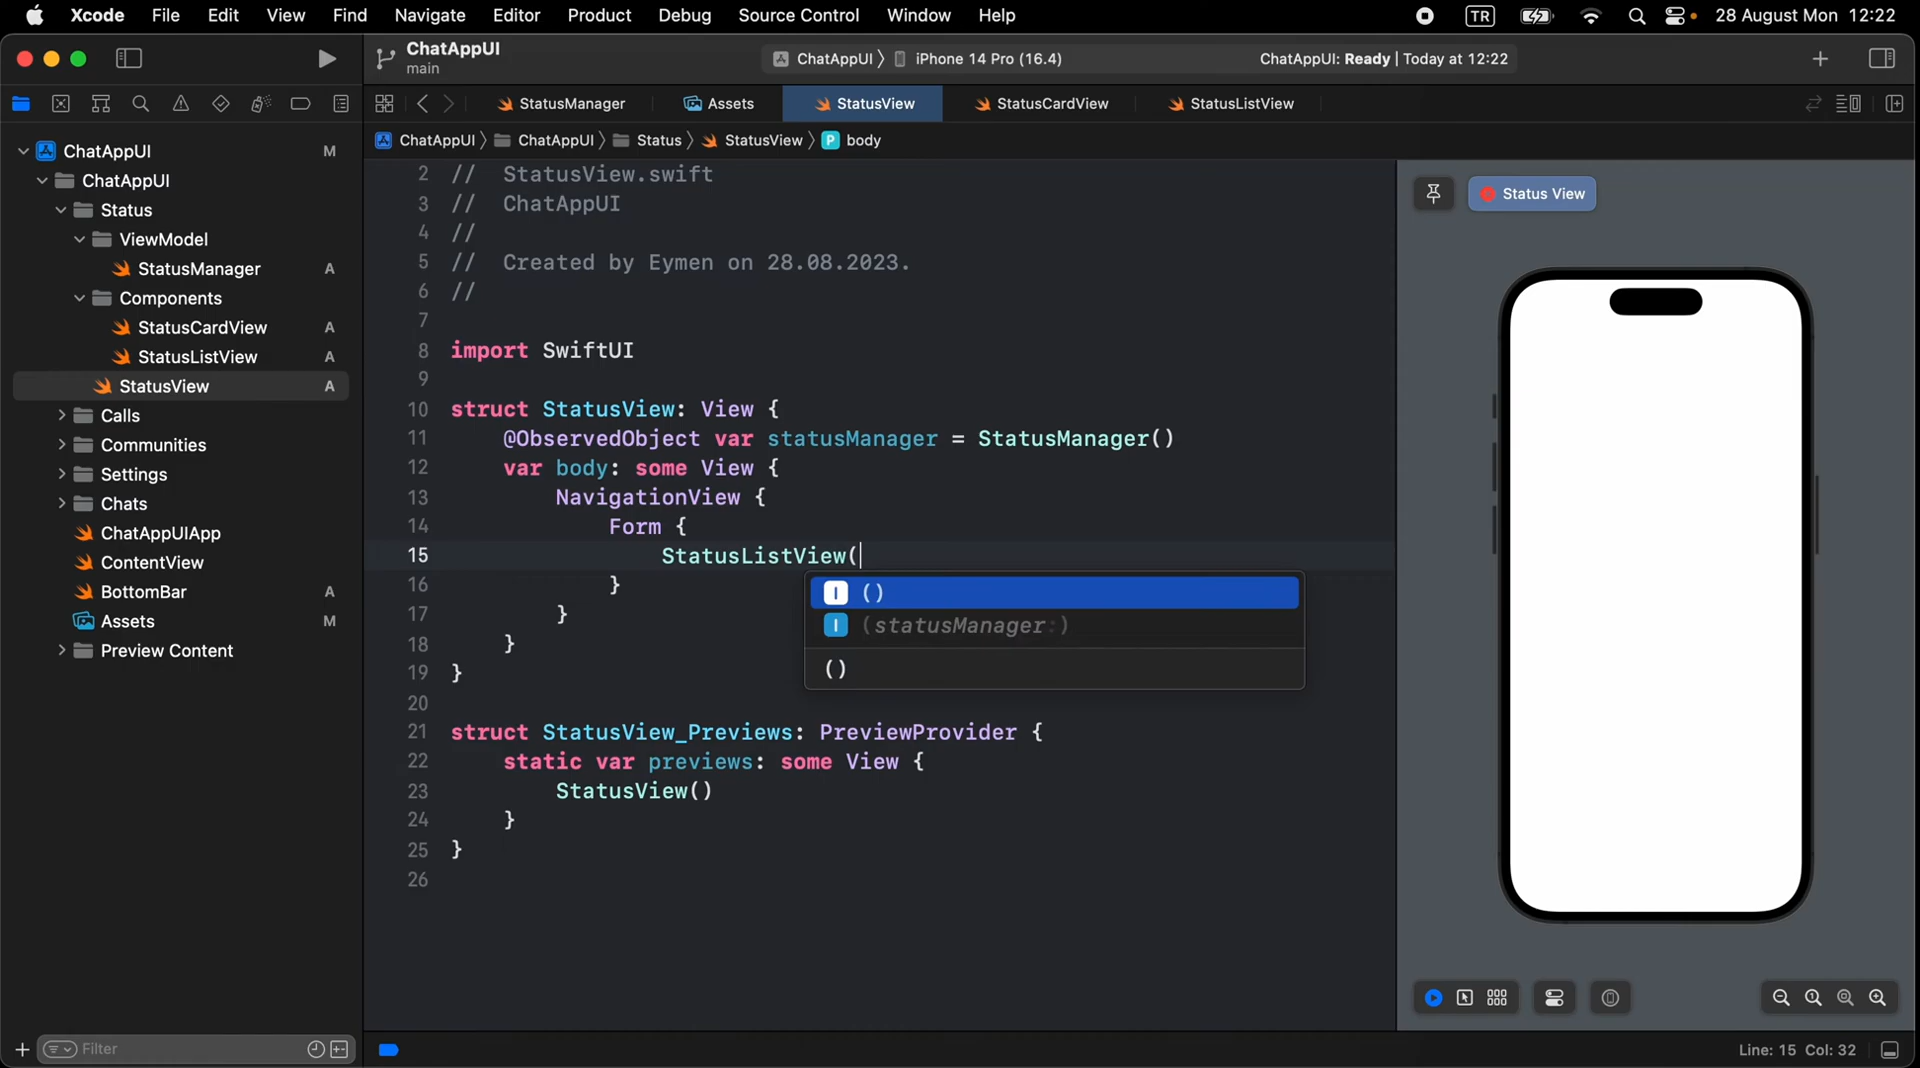 Xcode File Edit View Find Navigate Editor Product Debug Source Control Window Help TR 28 August Mon 12:22
ChatAppUI
main
ChatAppUI 〉 iPhone 14 Pro (16.4)
ChatAppUI: Ready | Today at 12:22
StatusManager Assets StatusView StatusCardView StatusListView
ChatAppUI 〉 ChatAppUI 〉 Status 〉 StatusView 〉 P body
ChatAppUI M
ChatAppUI
Status
ViewModel
StatusManager A
Components
StatusCardView A
StatusListView A
StatusView A
Calls
Communities
Settings
Chats
ChatAppUIApp
ContentView
BottomBar A
Assets M
Preview Content
Filter
2 // StatusView.swift
3 // ChatAppUI
4 //
5 // Created by Eymen on 28.08.2023.
6 //
7
8 import SwiftUI
9
10 struct StatusView: View {
11 @ObservedObject var statusManager = StatusManager()
12 var body: some View {
13 NavigationView {
14 Form {
15 StatusListView(
16 }
17 }
18 }
19 }
20
21 struct StatusView_Previews: PreviewProvider {
22 static var previews: some View {
23 StatusView()
24 }
25 }
26
I ()
I (statusManager:)
()
Status View
Line: 15 Col: 32